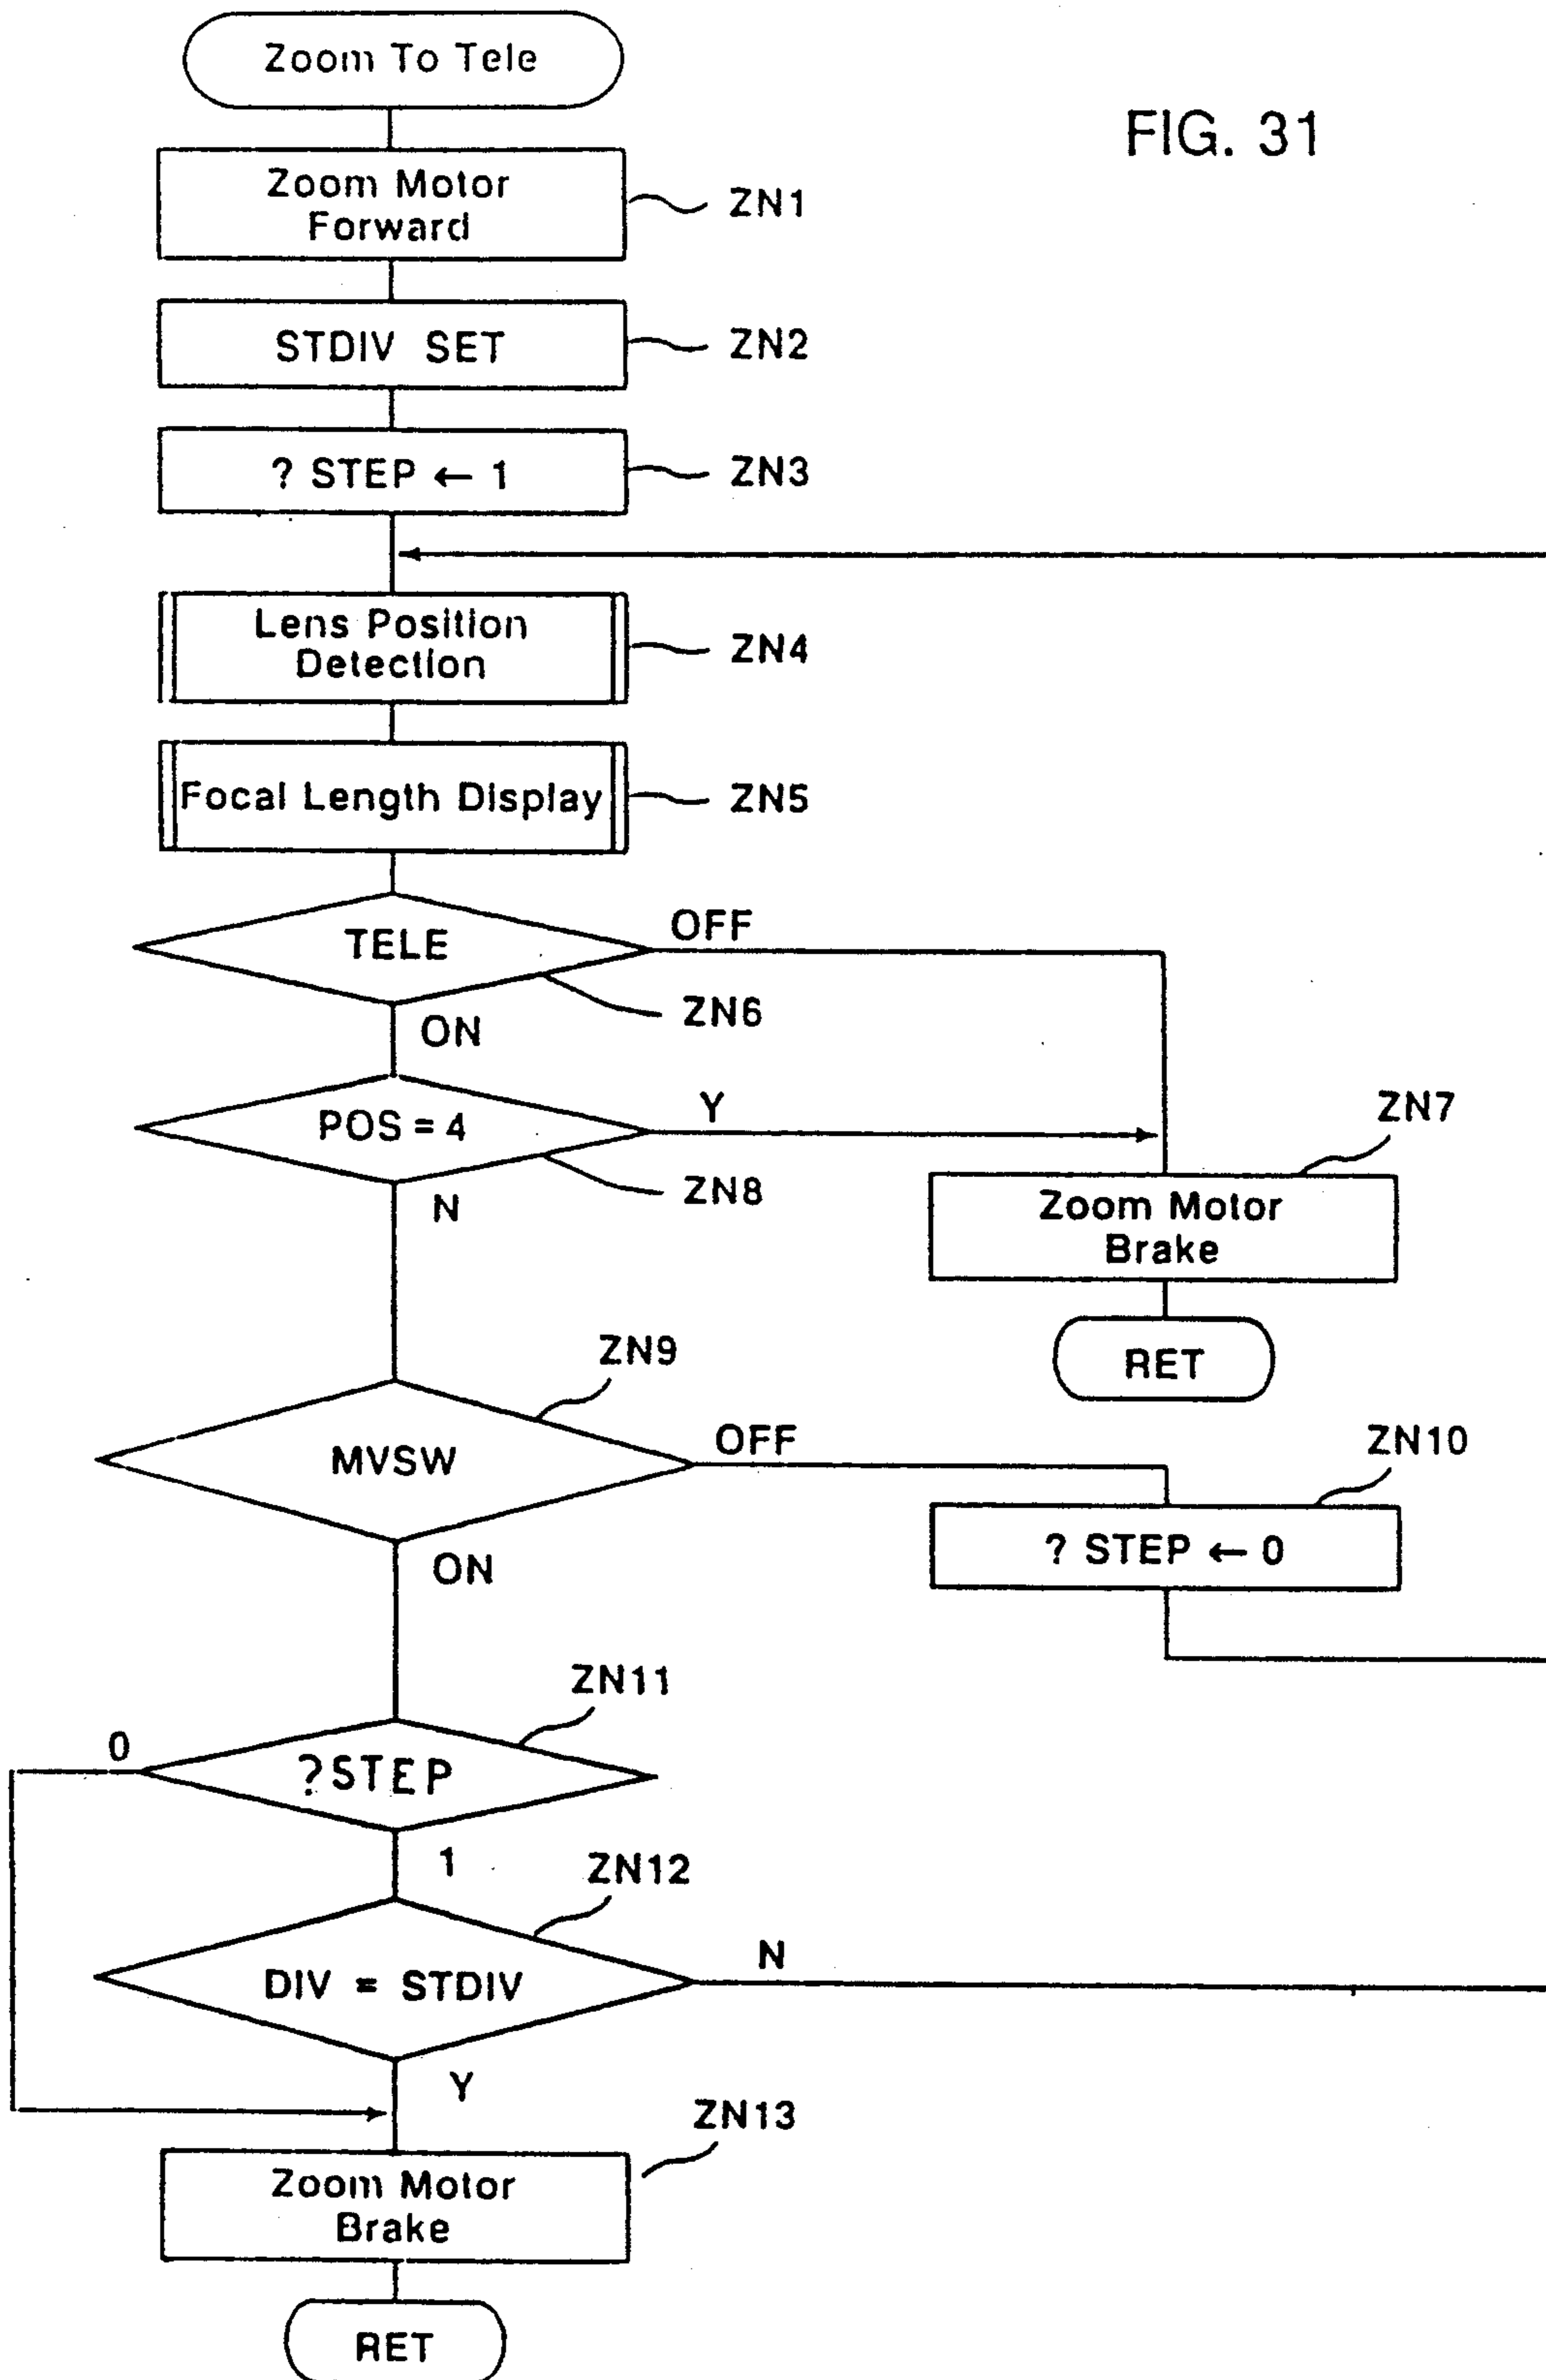 Zoom To Tele
FIG. 31
Zoom Motor
Forward
ZN1
STDIV SET
ZN2
? STEP ← 1
ZN3
Lens Position
Detection
ZN4
Focal Length Display
ZN5
TELE
OFF
ZN6
ON
POS = 4
Y
ZN8
N
ZN7
Zoom Motor
Brake
RET
ZN9
MVSW
OFF
ZN10
? STEP ← 0
ON
ZN11
0
?STEP
1
ZN12
DIV = STDIV
N
Y
ZN13
Zoom Motor
Brake
RET